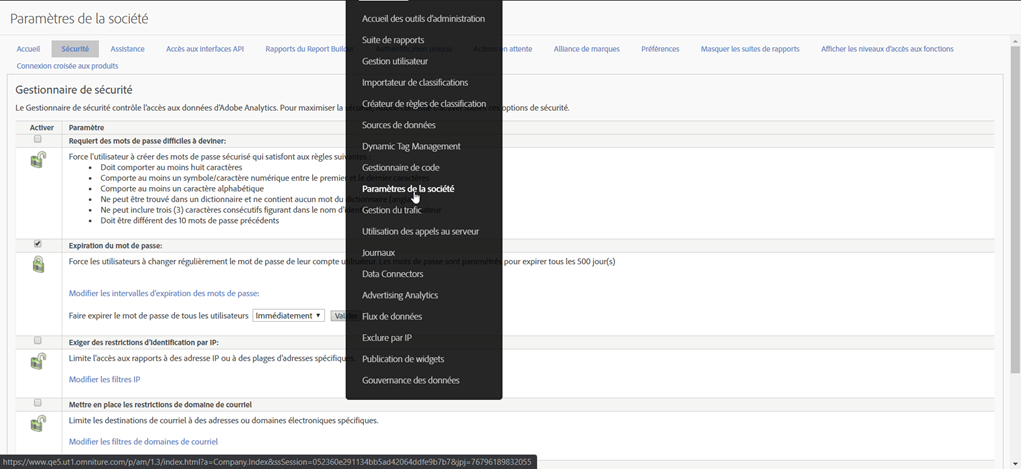 Paramètres de la société
Accueil Sécurité Assistance Accès aux interfaces API Rapports du Report Builder en attente Alliance de marques Préférences Masquer les suites de rapports Afficher les niveaux d'accès aux fonctions
Connexion croisée aux produits
Accueil des outils d'administration
Suite de rapports
Gestion utilisateur
Importateur de classifications
Créateur de règles de classification
Sources de données
Dynamic Tag Management
Gestionnaire de code
Paramètres de la société
Gestion du trafic
Utilisation des appels au serveur
Journaux
Data Connectors
Advertising Analytics
Flux de données
Exclure par IP
Publication de widgets
Gouvernance des données
Gestionnaire de sécurité
Le Gestionnaire de sécurité contrôle l'accès aux données d'Adobe Analytics. Pour maximiser la options de sécurité.
Activer Paramètre
Requiert des mots de passe difficiles à deviner:
Force l'utilisateur à créer des mots de passe sécurisé qui satisfont aux règles suivantes :
• Doit comporter au moins huit caractères
• Comporte au moins un symbole/caractère numérique entre le premier et le dernier caractères
• Comporte au moins un caractère alphabétique
• Ne peut être trouvé dans un dictionnaire et ne contient aucun mot du dictionnaire
• Ne peut inclure trois (3) caractères consécutifs figurant dans le nom d'identification utilisateur
• Doit être différent des 10 mots de passe précédents
Expiration du mot de passe:
Force les utilisateurs à changer régulièrement le mot de passe de leur compte utilisateur. Les mots de passe sont paramétrés pour expirer tous les 500 jour(s)
Modifier les intervalles d'expiration des mots de passe:
Faire expirer le mot de passe de tous les utilisateurs Immédiatement ▼
Exiger des restrictions d'identification par IP:
Limite l'accès aux rapports à des adresse IP ou à des plages d'adresses spécifiques.
Modifier les filtres IP
Mettre en place les restrictions de domaine de courriel
Limite les destinations de courriel à des adresses ou domaines électroniques spécifiques.
Modifier les filtres de domaines de courriel
https://www.qe5.ut1.omniture.com/p/am/1.3/index.html?a=Company.Index&ssSession=052360e291134bb5ad42064ddfe9b7b7&jpj=76796189832055